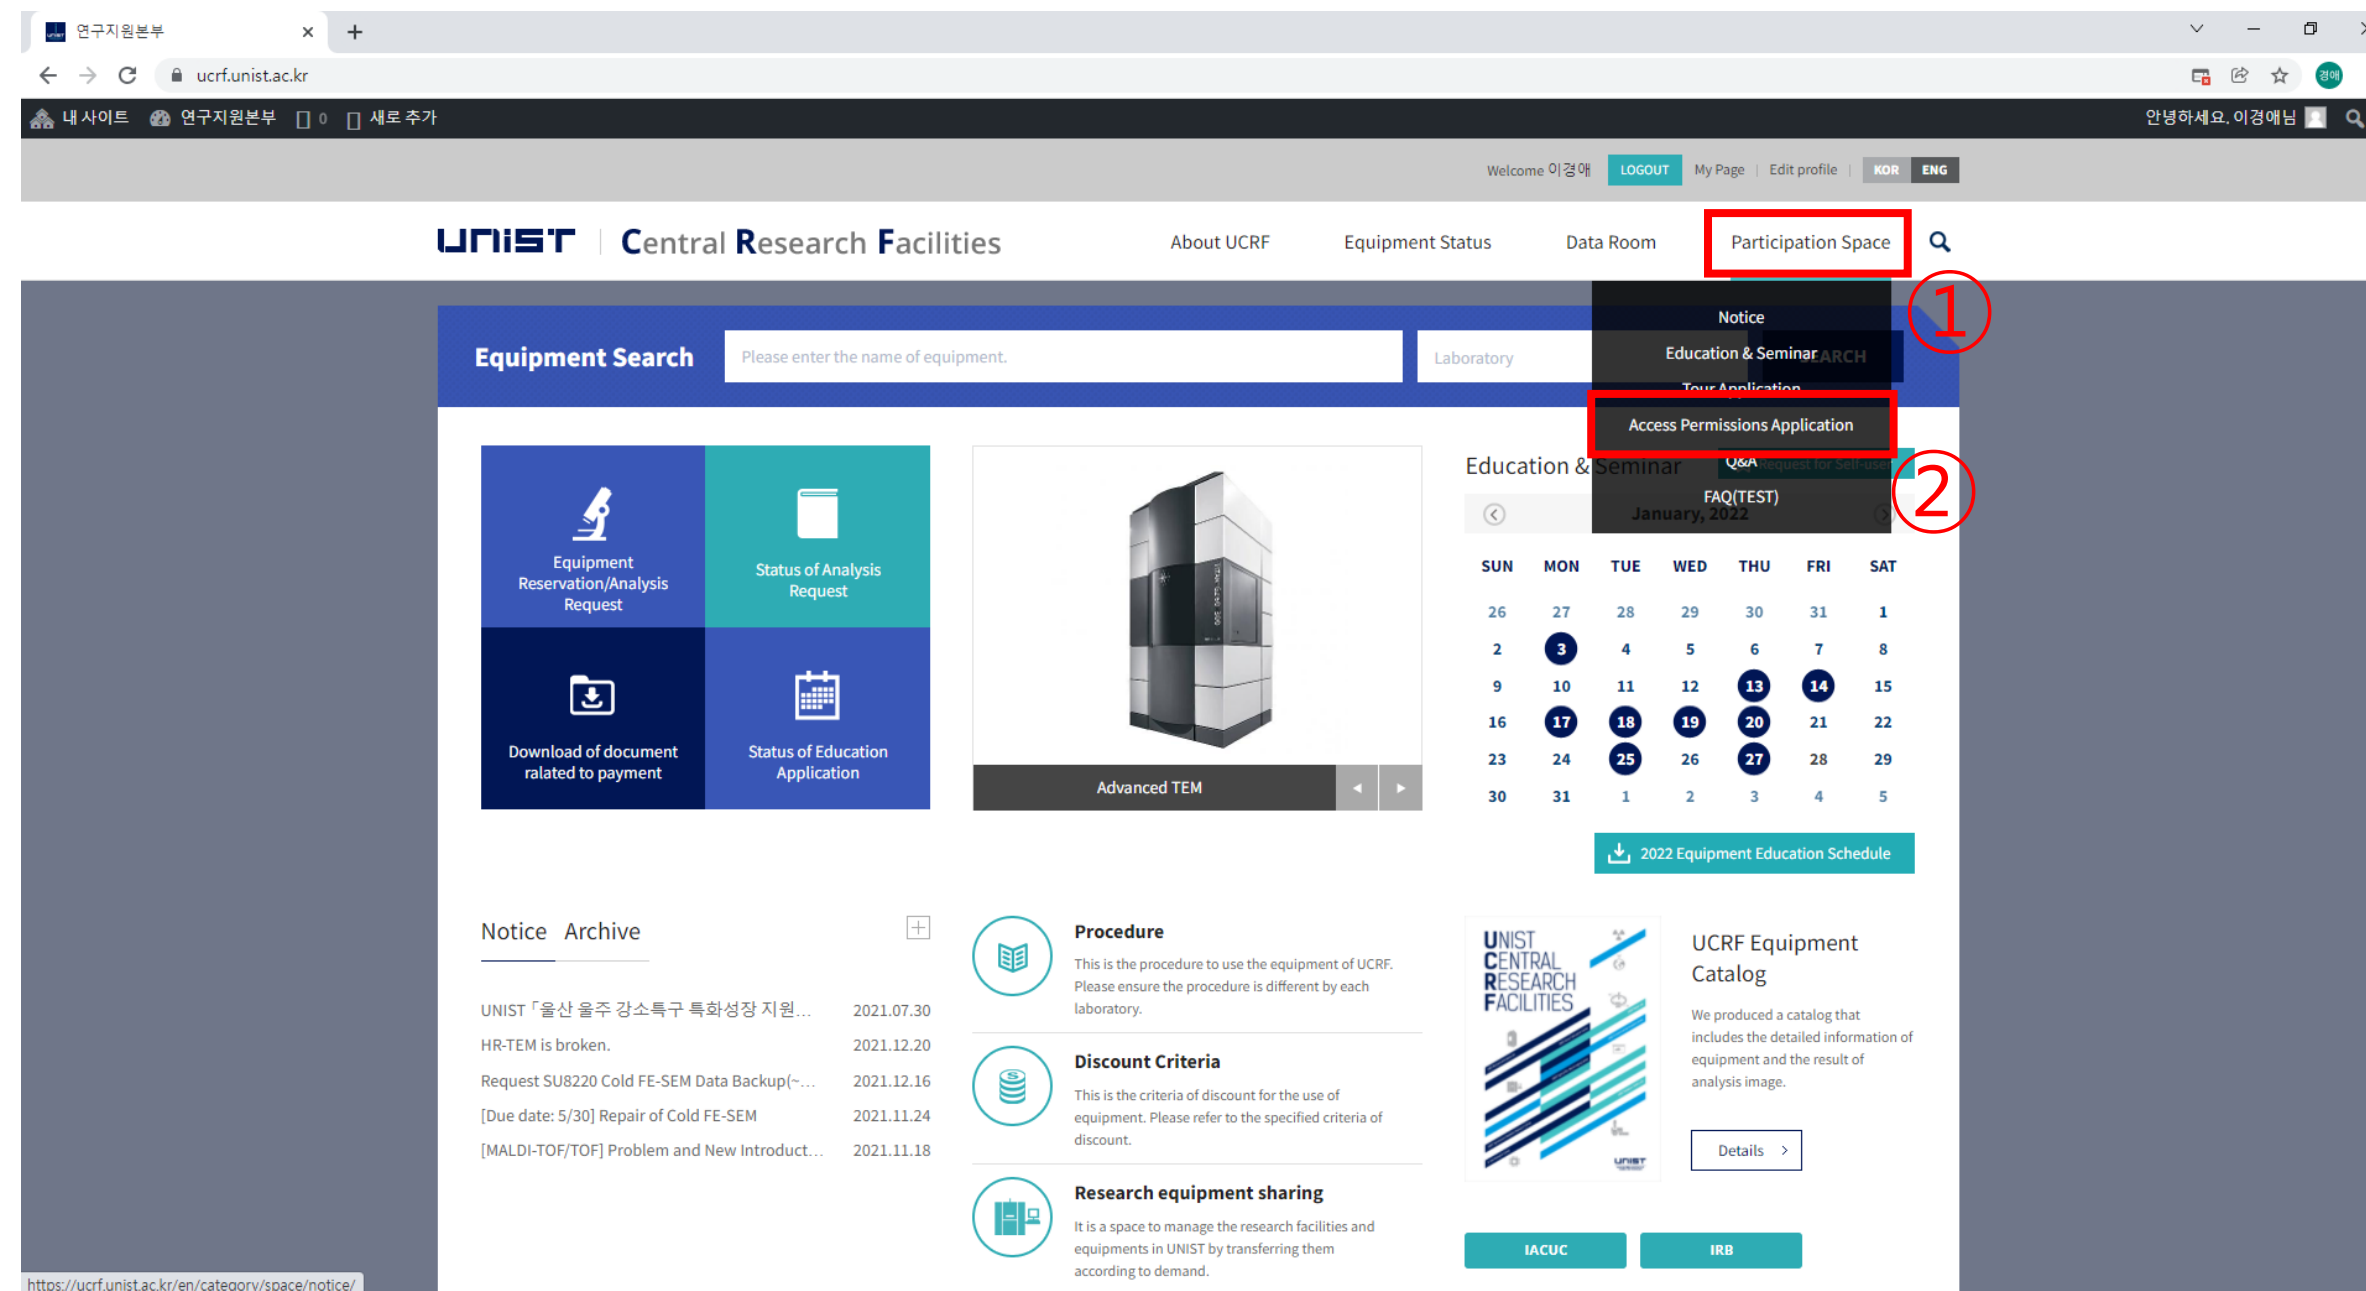 연구지원본부
ucrf.unist.ac.kr
경애
내 사이트 연구지원본부 0 새로 추가
안녕하세요, 이경애님
Welcome 이경애 LOGOUT My Page | Edit profile | KOR ENG
UNIST | Central Research Facilities
About UCRF Equipment Status Data Room Participation Space
①
Notice
Education & Seminar
Tour Application
Access Permissions Application
Q&A
FAQ(TEST)
②
Equipment Search Please enter the name of equipment. Laboratory SEARCH
Equipment
Reservation/Analysis
Request
Status of Analysis
Request
Download of document
ralated to payment
Status of Education
Application
Advanced TEM
Education & Seminar
Request for Self-user
January, 2022
SUN MON TUE WED THU FRI SAT
26 27 28 29 30 31 1
2 3 4 5 6 7 8
9 10 11 12 13 14 15
16 17 18 19 20 21 22
23 24 25 26 27 28 29
30 31 1 2 3 4 5
2022 Equipment Education Schedule
Notice Archive
UNIST「울산 울주 강소특구 특화성장 지원... 2021.07.30
HR-TEM is broken. 2021.12.20
Request SU8220 Cold FE-SEM Data Backup(~... 2021.12.16
[Due date: 5/30] Repair of Cold FE-SEM 2021.11.24
[MALDI-TOF/TOF] Problem and New Introduct... 2021.11.18
Procedure
This is the procedure to use the equipment of UCRF.
Please ensure the procedure is different by each
laboratory.
Discount Criteria
This is the criteria of discount for the use of
equipment. Please refer to the specified criteria of
discount.
Research equipment sharing
It is a space to manage the research facilities and
equipments in UNIST by transferring them
according to demand.
UNIST
CENTRAL
RESEARCH
FACILITIES
UNIST
UCRF Equipment
Catalog
We produced a catalog that
includes the detailed information of
equipment and the result of
analysis image.
Details >
IACUC IRB
https://ucrf.unist.ac.kr/en/category/space/notice/